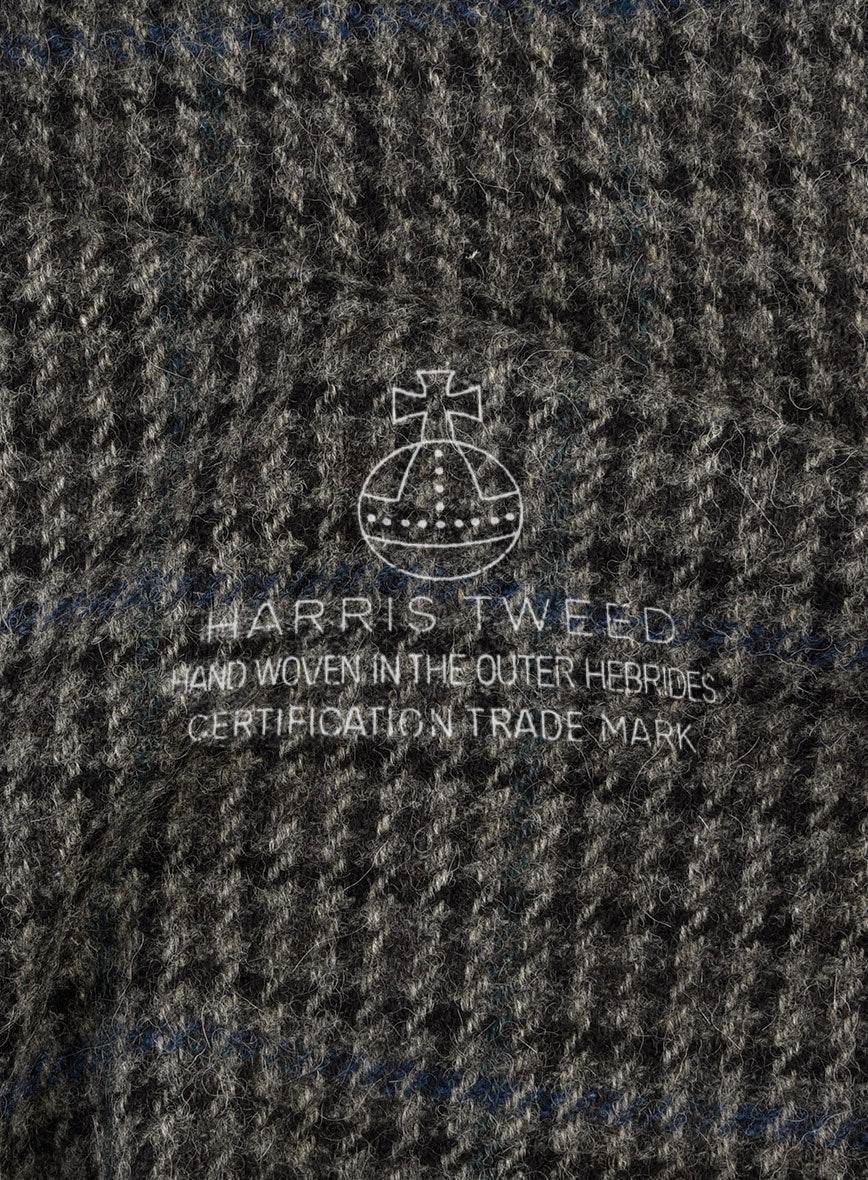 HARRIS TWEED
HAND WOVEN IN THE OUTER HEBRIDES
CERTIFICATION TRADE MARK